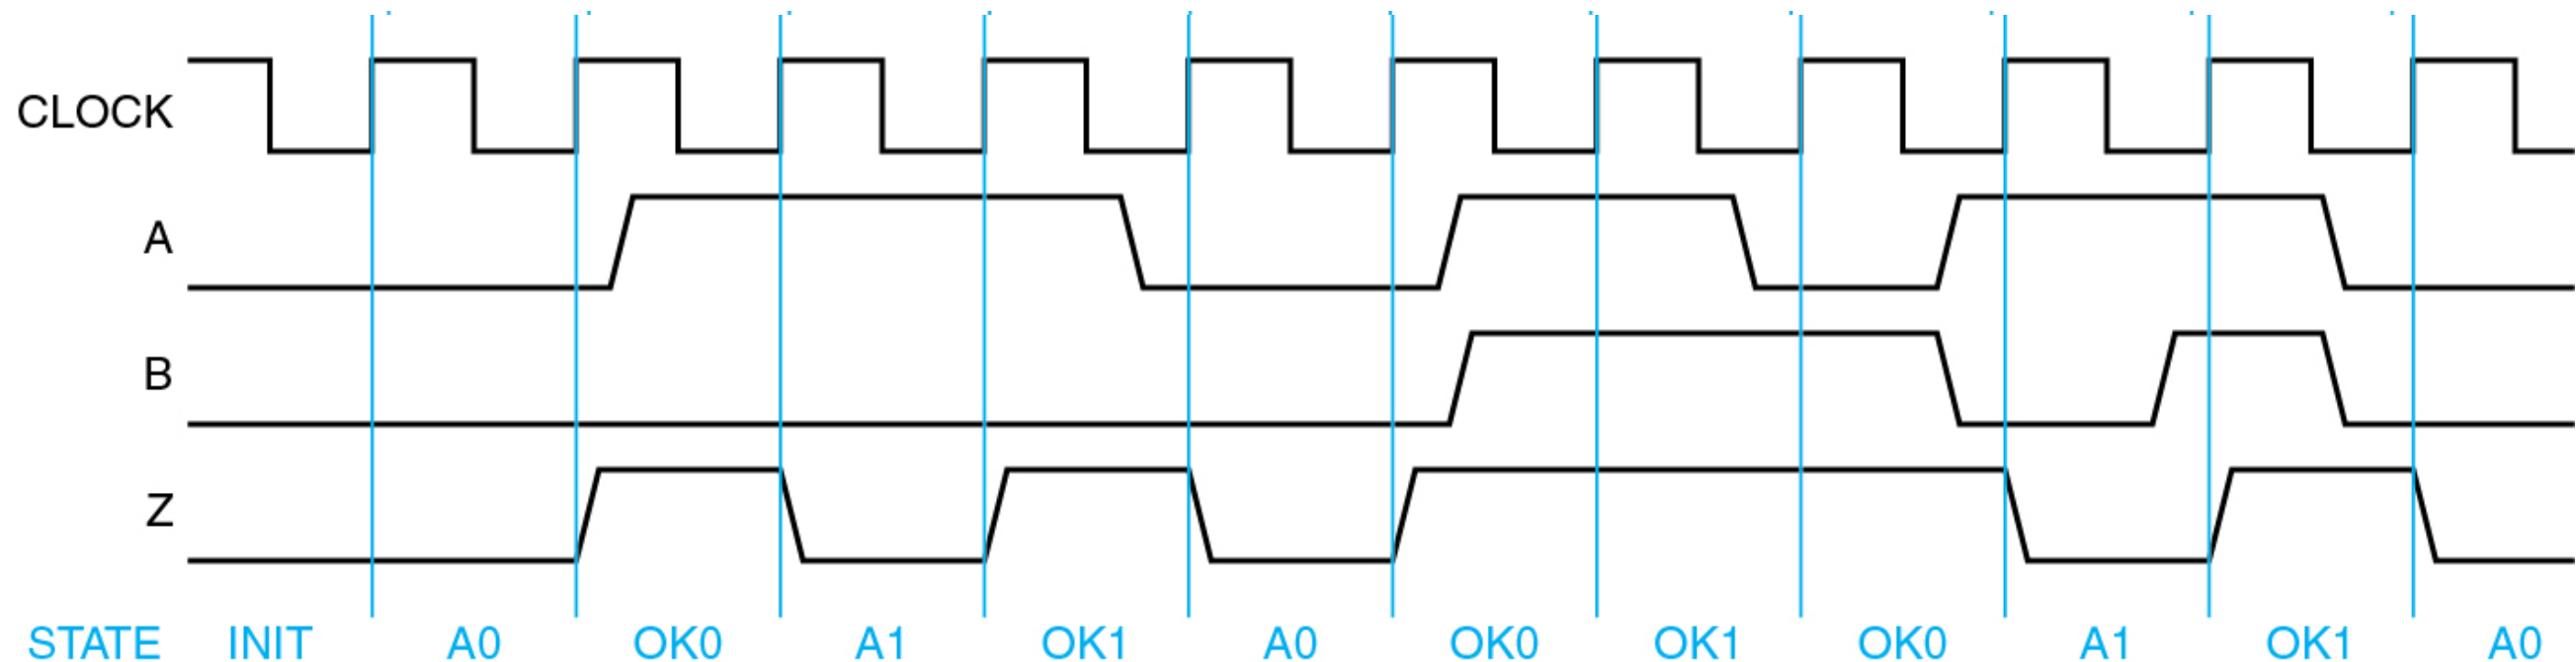 CLOCK
A
B
Z
STATE INIT A0 OK0 A1 OK1 A0 OK0 OK1 OK0 A1 OK1 A0